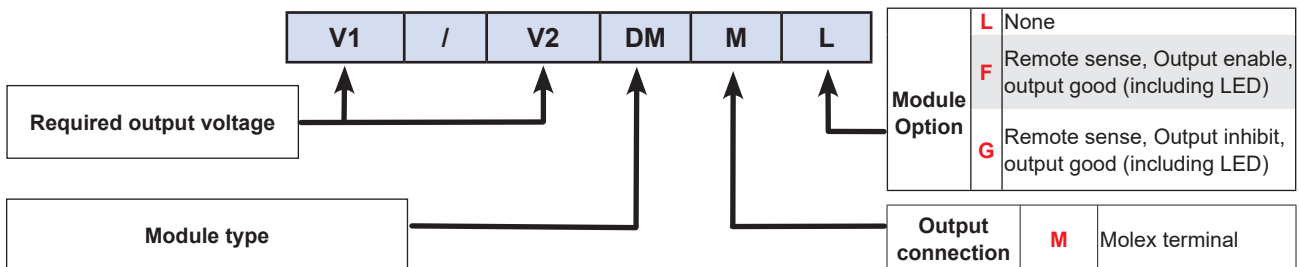 V1 / V2 DM M L
Required output voltage
Module type
Module
Option
L None
F Remote sense, Output enable,
output good (including LED)
G Remote sense, Output inhibit,
output good (including LED)
Output
connection
M Molex terminal